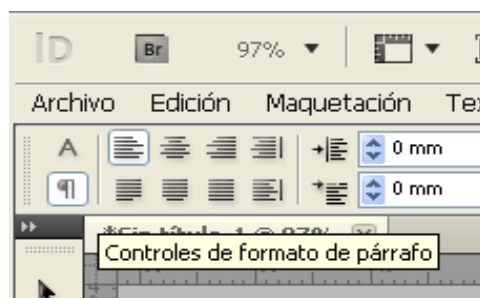 ID Br 97%
Archivo Edición Maquetación
A 0 mm
¶ 0 mm
Controles de formato de párrafo